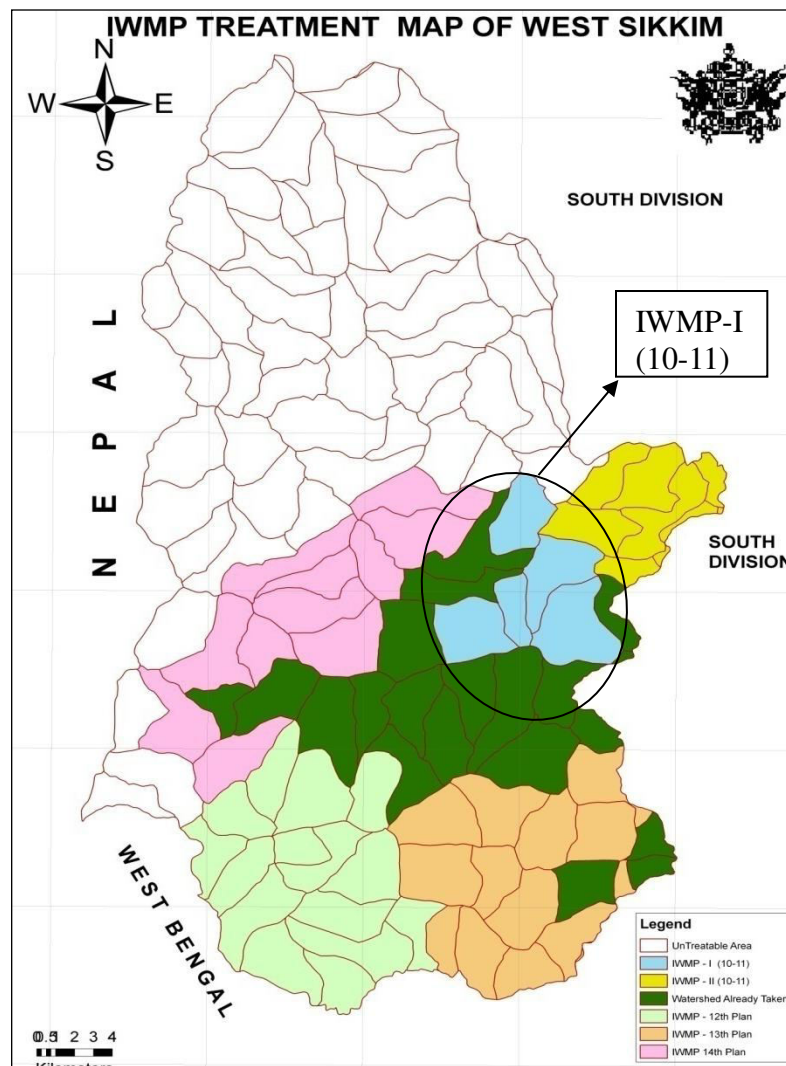 IWMP TREATMENT MAP OF WEST SIKKIM
N
W E
S
SOUTH DIVISION
IWMP-I
(10-11)
NEPAL
SOUTH
DIVISION
WEST BENGAL
Legend
UnTreatable Area
IWMP - I (10-11)
IWMP - II (10-11)
Watershed Already Taken
IWMP - 12th Plan
IWMP - 13th Plan
IWMP 14th Plan
0 0.5 1 2 3 4
Kilometers